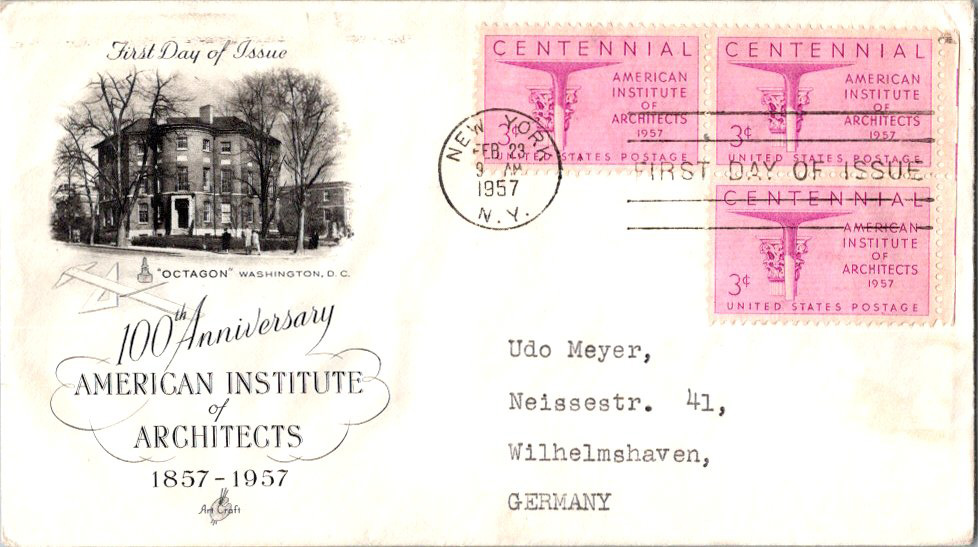 First Day of Issue
"OCTAGON" WASHINGTON, D.C.
100th Anniversary
AMERICAN INSTITUTE
of
ARCHITECTS
1857-1957
Art Craft
CENTENNIAL
AMERICAN
INSTITUTE
OF
ARCHITECTS
1957
3¢
UNITED STATES POSTAGE
CENTENNIAL
AMERICAN
INSTITUTE
OF
ARCHITECTS
1957
3¢
UNITED STATES POSTAGE
CENTENNIAL
AMERICAN
INSTITUTE
OF
ARCHITECTS
1957
3¢
UNITED STATES POSTAGE
NEW YORK
FEB 23
9 AM
1957
N.Y.
FIRST DAY OF ISSUE
Udo Meyer,
Neissestr. 41,
Wilhelmshaven,
GERMANY